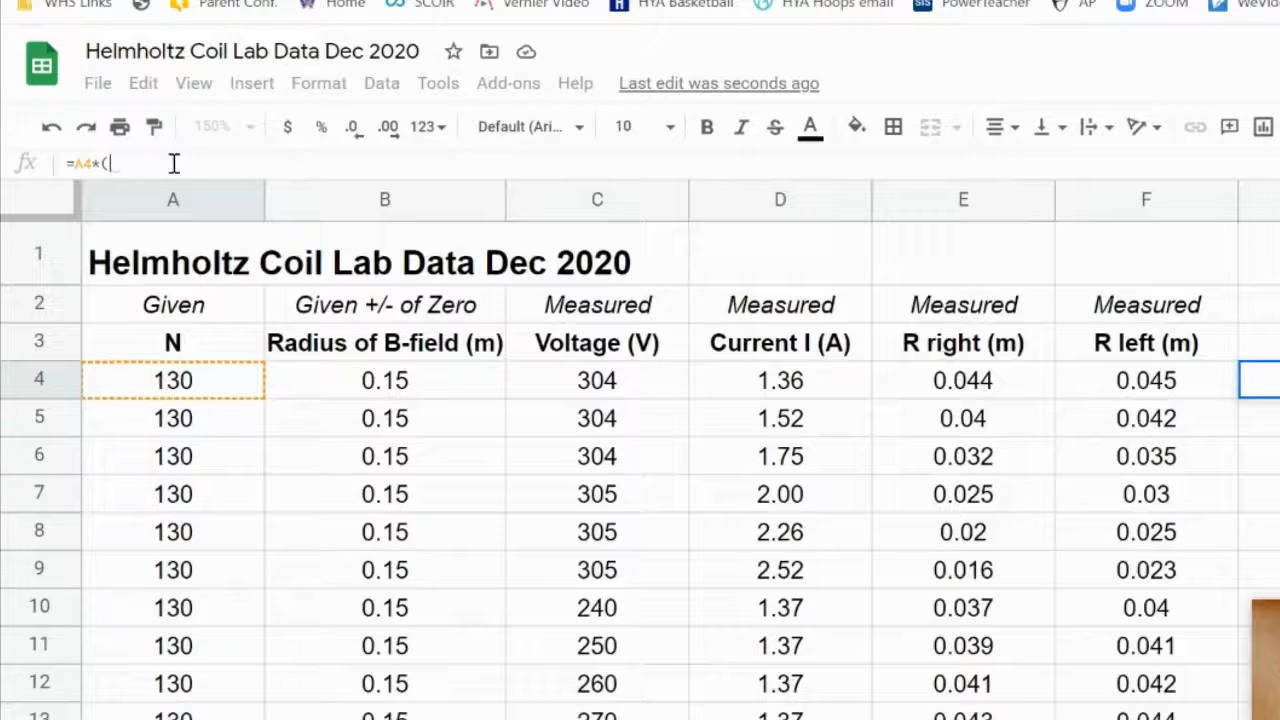 WHS Links Parent Conf. Home SCOIR Vernier Video HYA Basketball HYA Hoops email SIS PowerTeacher AP ZOOM WeVideo
Helmholtz Coil Lab Data Dec 2020
File Edit View Insert Format Data Tools Add-ons Help Last edit was seconds ago
150% $ % .0 .00 123 Default (Ari... 10 B I S A
fx =A4*(
A B C D E F
1 Helmholtz Coil Lab Data Dec 2020
2 Given Given +/- of Zero Measured Measured Measured Measured
3 N Radius of B-field (m) Voltage (V) Current I (A) R right (m) R left (m)
4 130 0.15 304 1.36 0.044 0.045
5 130 0.15 304 1.52 0.04 0.042
6 130 0.15 304 1.75 0.032 0.035
7 130 0.15 305 2.00 0.025 0.03
8 130 0.15 305 2.26 0.02 0.025
9 130 0.15 305 2.52 0.016 0.023
10 130 0.15 240 1.37 0.037 0.04
11 130 0.15 250 1.37 0.039 0.041
12 130 0.15 260 1.37 0.041 0.042
13 130 0.15 270 1.37 0.043 0.044